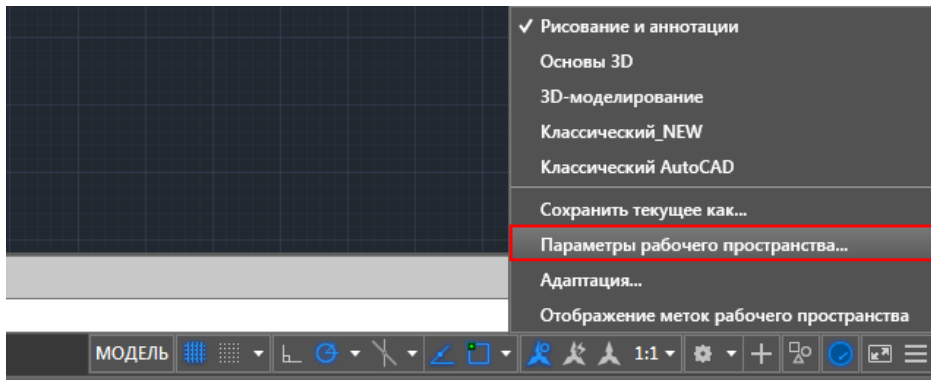 ✓ Рисование и аннотации
Основы 3D
3D-моделирование
Классический_NEW
Классический AutoCAD
Сохранить текущее как...
Параметры рабочего пространства...
Адаптация...
Отображение меток рабочего пространства
МОДЕЛЬ 1:1